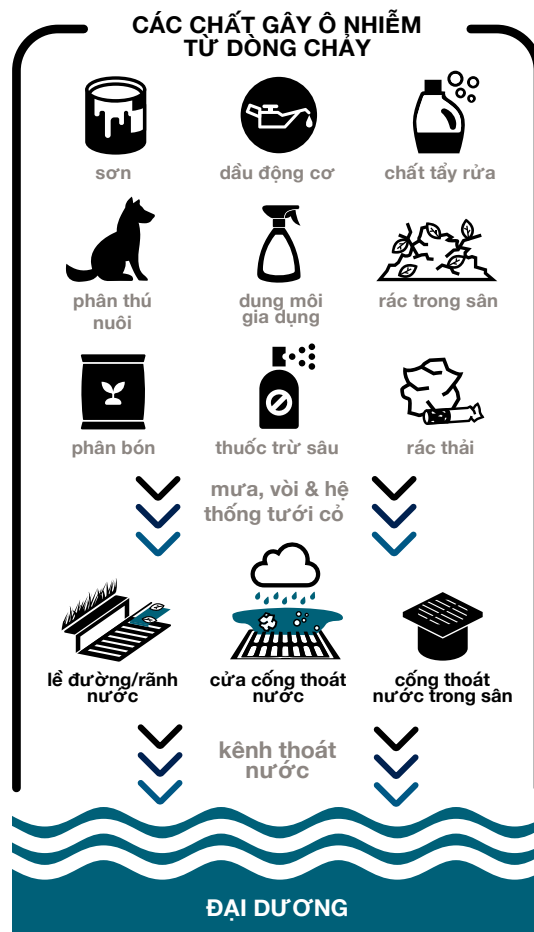 CÁC CHẤT GÂY Ô NHIỄM
TỪ DÒNG CHẢY
sơn
dầu động cơ
chất tẩy rửa
phân thú
nuôi
dung môi
gia dụng
rác trong sân
phân bón
thuốc trừ sâu
rác thải
mưa, vòi & hệ
thống tưới cỏ
lề đường/rãnh
nước
cửa cống thoát
nước
cống thoát
nước trong sân
kênh thoát
nước
ĐẠI DƯƠNG